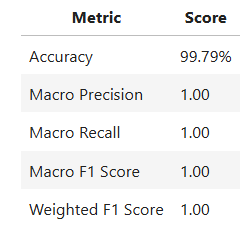 Metric Score
Accuracy 99.79%
Macro Precision 1.00
Macro Recall 1.00
Macro F1 Score 1.00
Weighted F1 Score 1.00